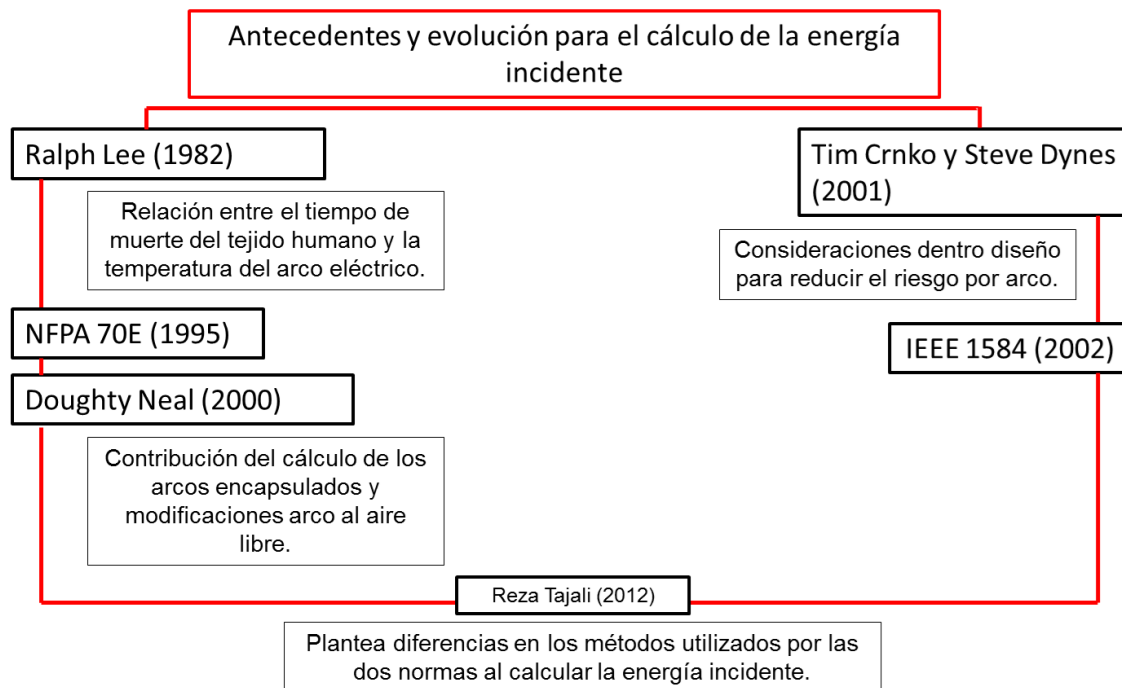 Antecedentes y evolución para el cálculo de la energía
incidente
Ralph Lee (1982)
Relación entre el tiempo de
muerte del tejido humano y la
temperatura del arco eléctrico.
NFPA 70E (1995)
Doughty Neal (2000)
Contribución del cálculo de los
arcos encapsulados y
modificaciones arco al aire
libre.
Tim Crnko y Steve Dynes
(2001)
Consideraciones dentro diseño
para reducir el riesgo por arco.
IEEE 1584 (2002)
Reza Tajali (2012)
Plantea diferencias en los métodos utilizados por las
dos normas al calcular la energía incidente.